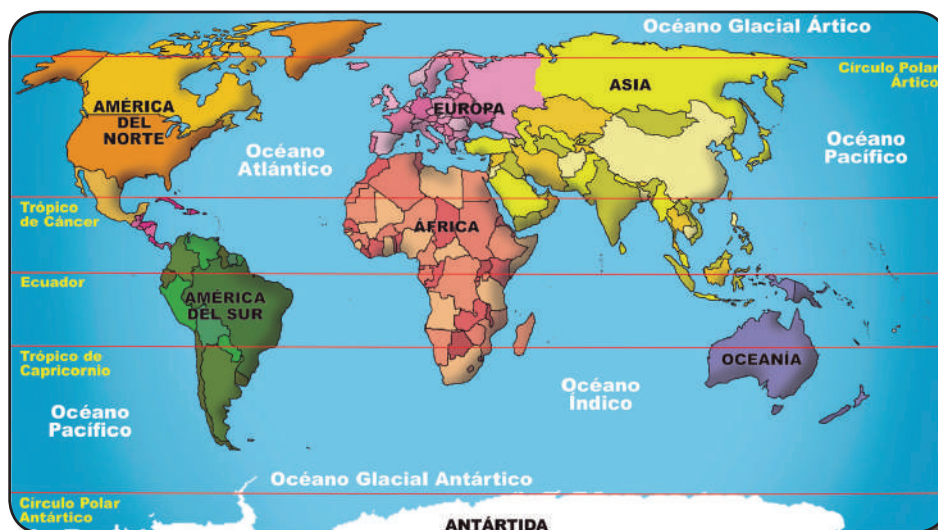 Océano Glacial Ártico
Círculo Polar
Ártico
ASIA
EUROPA
AMÉRICA
DEL
NORTE
Océano
Atlántico
Océano
Pacífico
Trópico
de Cáncer
ÁFRICA
Ecuador
AMÉRICA
DEL SUR
Trópico de
Capricornio
OCEANÍA
Océano
Índico
Océano
Pacífico
Océano Glacial Antártico
Círculo Polar
Antártico
ANTÁRTIDA